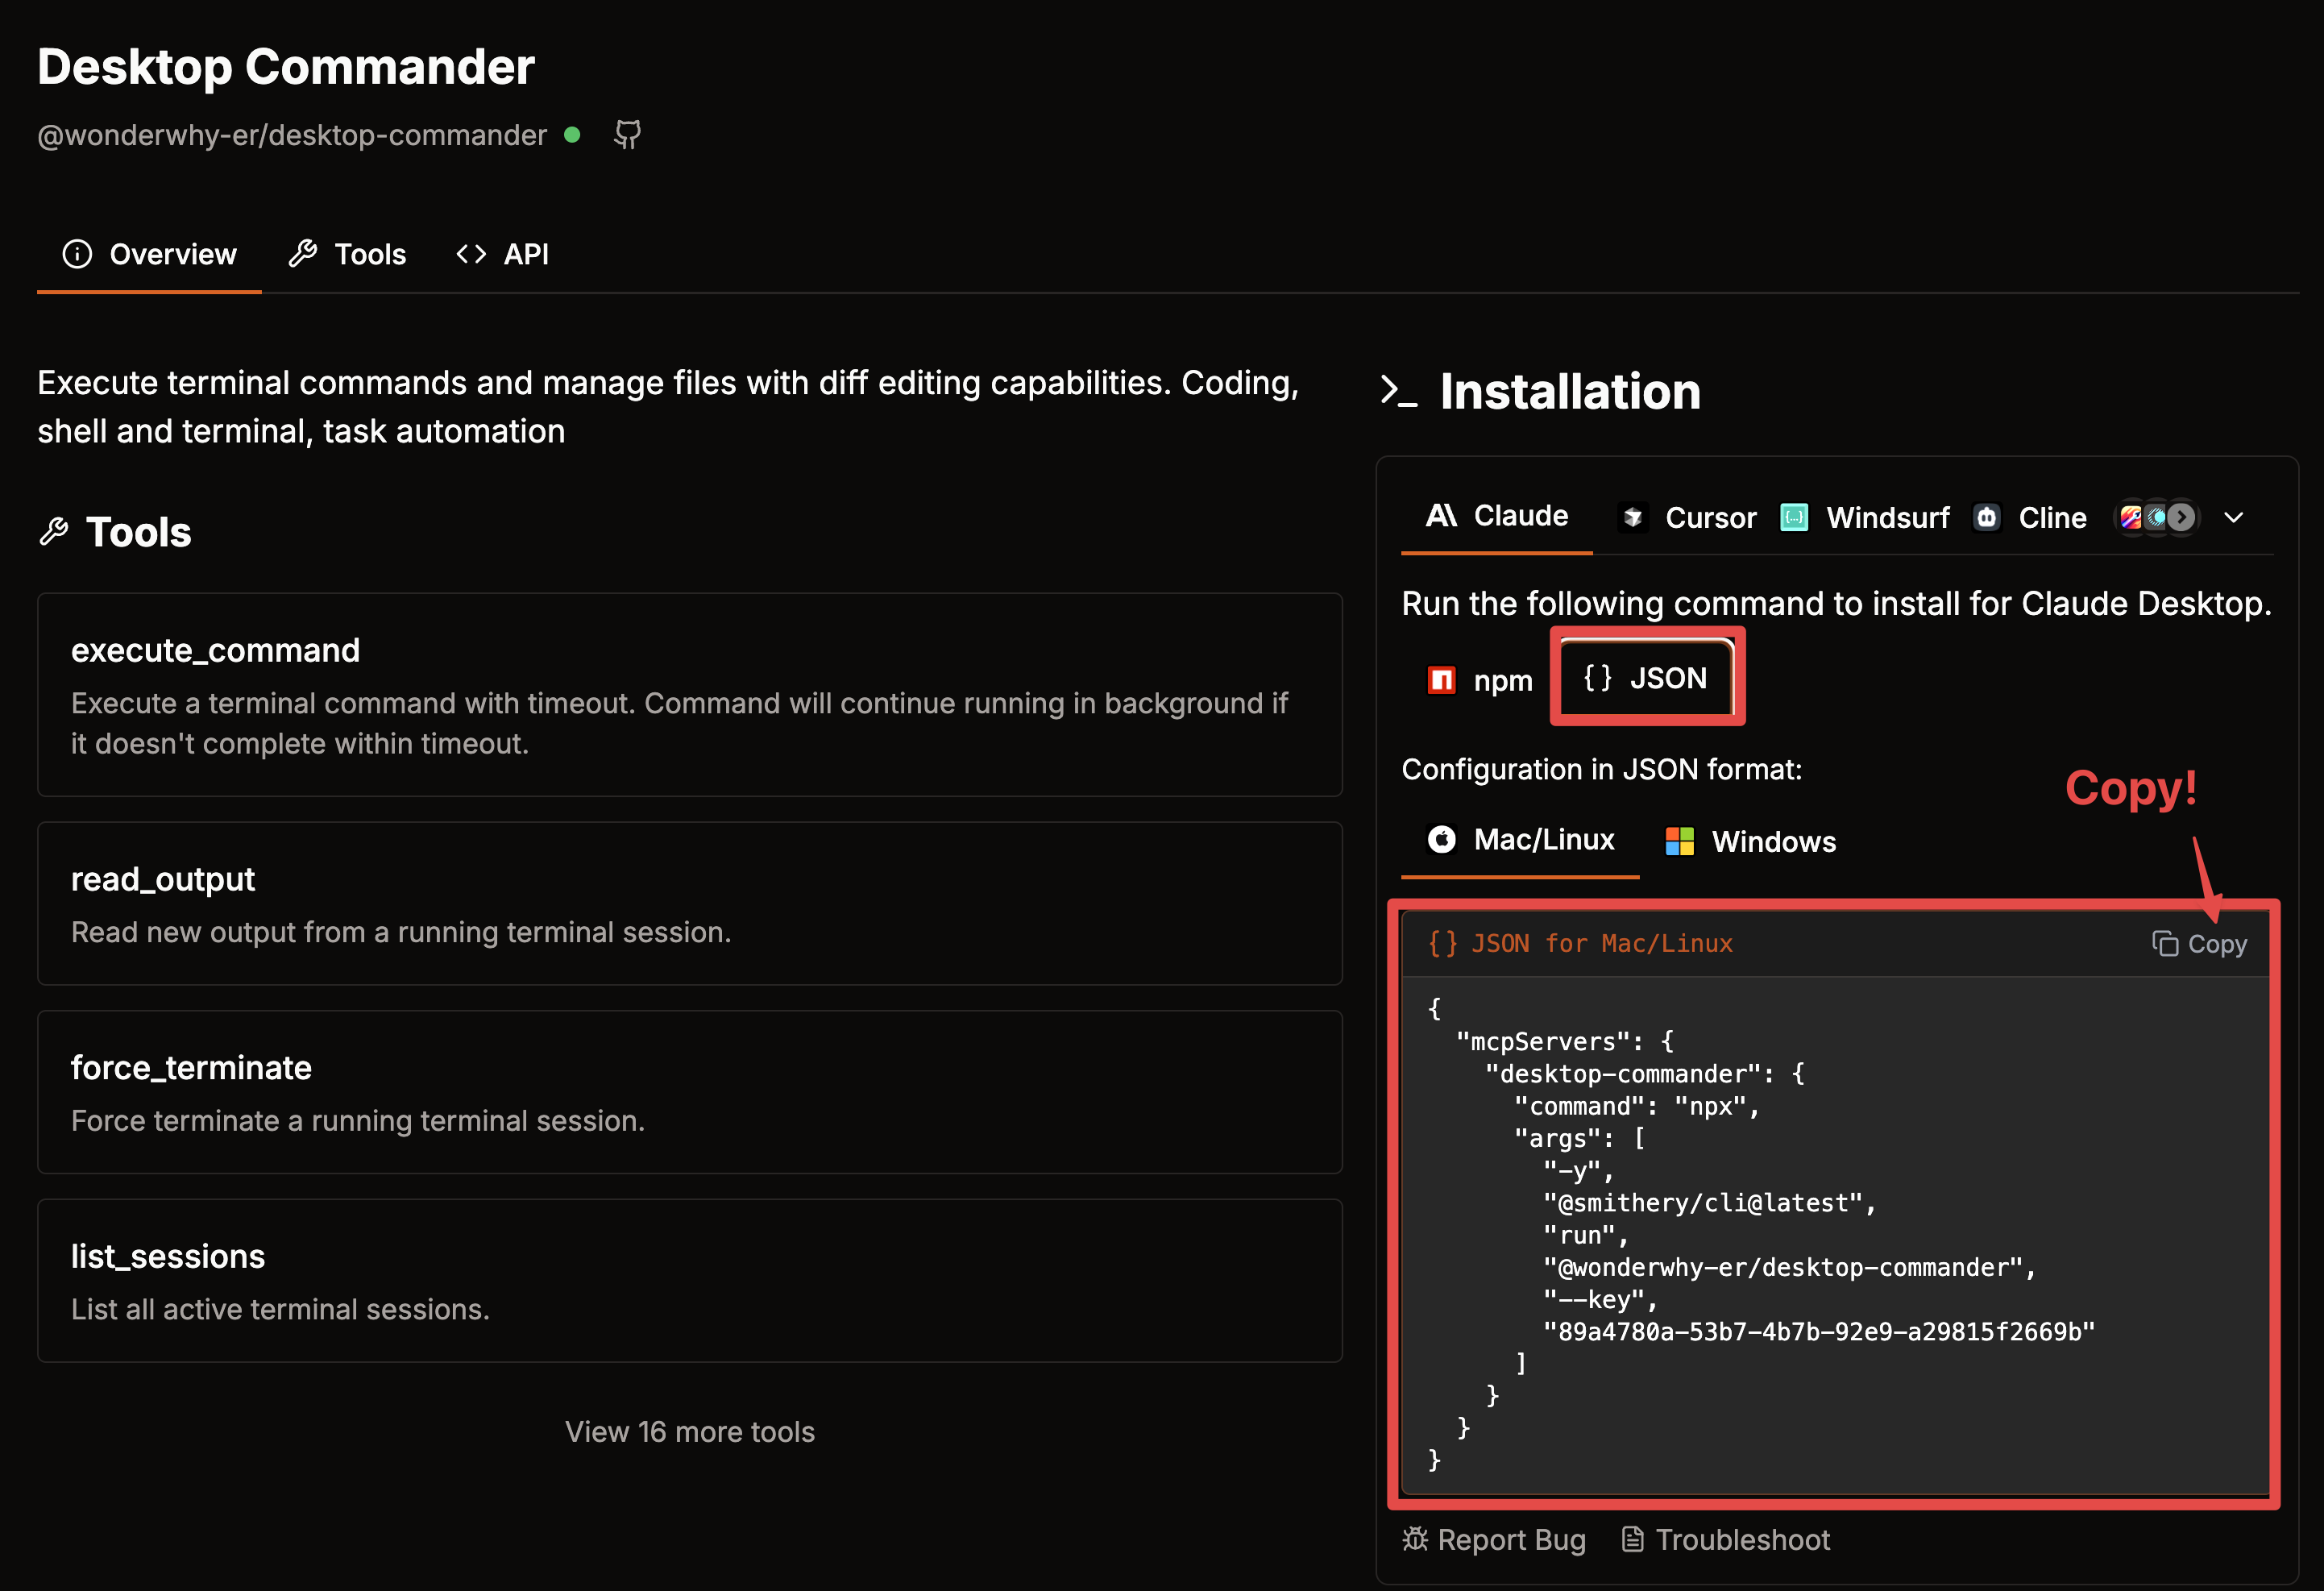 Desktop Commander
@wonderwhy-er/desktop-commander
Overview
Tools
API
Execute terminal commands and manage files with diff editing capabilities. Coding,
shell and terminal, task automation
Tools
execute_command
Execute a terminal command with timeout. Command will continue running in background if
it doesn't complete within timeout.
read_output
Read new output from a running terminal session.
force_terminate
Force terminate a running terminal session.
list_sessions
List all active terminal sessions.
View 16 more tools
Installation
Claude
Cursor
Windsurf
Cline
Run the following command to install for Claude Desktop.
npm
{} JSON
Configuration in JSON format:
Copy!
Mac/Linux
Windows
{} JSON for Mac/Linux
Copy
{
  "mcpServers": {
    "desktop-commander": {
      "command": "npx",
      "args": [
        "-y",
        "@smithery/cli@latest",
        "run",
        "@wonderwhy-er/desktop-commander",
        "--key",
        "89a4780a-53b7-4b7b-92e9-a29815f2669b"
      ]
    }
  }
}
Report Bug
Troubleshoot